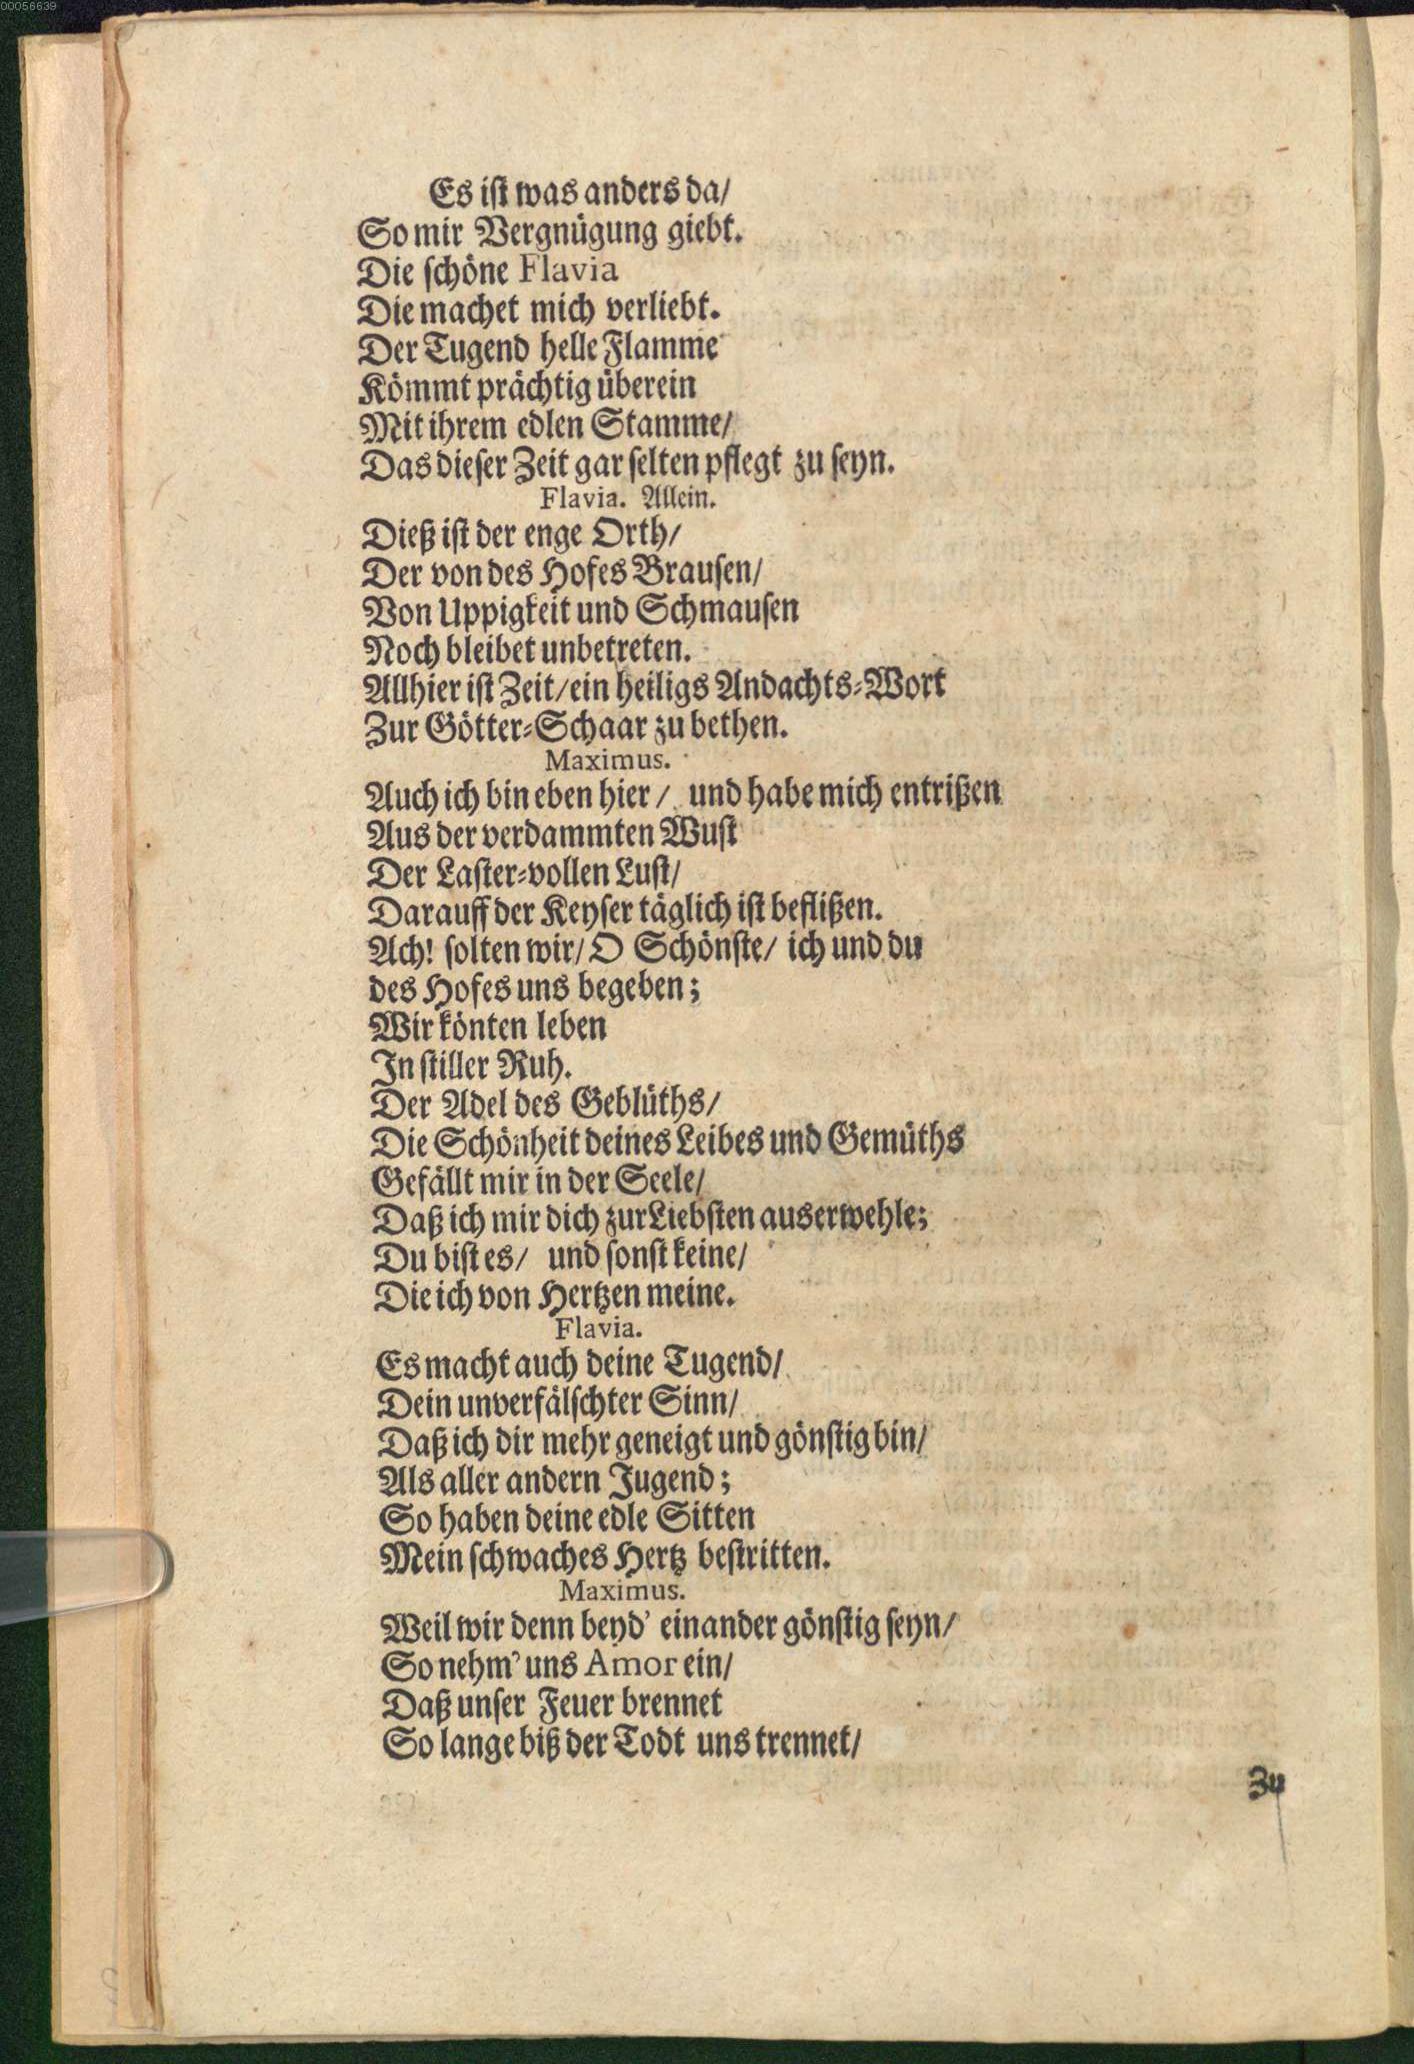 00056639
Es ist was anders da/
So mir Vergnügung giebt.
Die schöne Flavia
Die machet mich verliebt.
Der Tugend helle Flamme
Kömmt prächtig überein
Mit ihrem edlen Stamme/
Das dieser Zeit gar selten pflegt zu seyn.
Flavia. Allein.
Dieß ist der enge Orth/
Der von des Hofes Brausen/
Von Uppigkeit und Schmausen
Noch bleibet unbetreten.
Allhier ist Zeit/ ein heiligs Andachts-Wort
Zur Götter-Schaar zu bethen.
Maximus.
Auch ich bin eben hier/ und habe mich entrißen
Aus der verdammten Wust
Der Laster-vollen Lust/
Darauff der Keyser täglich ist beflißen.
Ach! solten wir/ O Schönste/ ich und du
des Hofes uns begeben;
Wir könten leben
In stiller Ruh.
Der Adel des Geblüths/
Die Schönheit deines Leibes und Gemüths
Gefällt mir in der Seele/
Daß ich mir dich zur Liebsten auserwehle;
Du bist es/ und sonst keine/
Die ich von Hertzen meine.
Flavia.
Es macht auch deine Tugend/
Dein unverfälschter Sinn/
Daß ich dir mehr geneigt und gönstig bin/
Als aller andern Jugend;
So haben deine edle Sitten
Mein schwaches Hertz bestritten.
Maximus.
Weil wir denn beyd' einander gönstig seyn/
So nehm' uns Amor ein/
Daß unser Feuer brennet
So lange biß der Todt uns trennet/
Zu